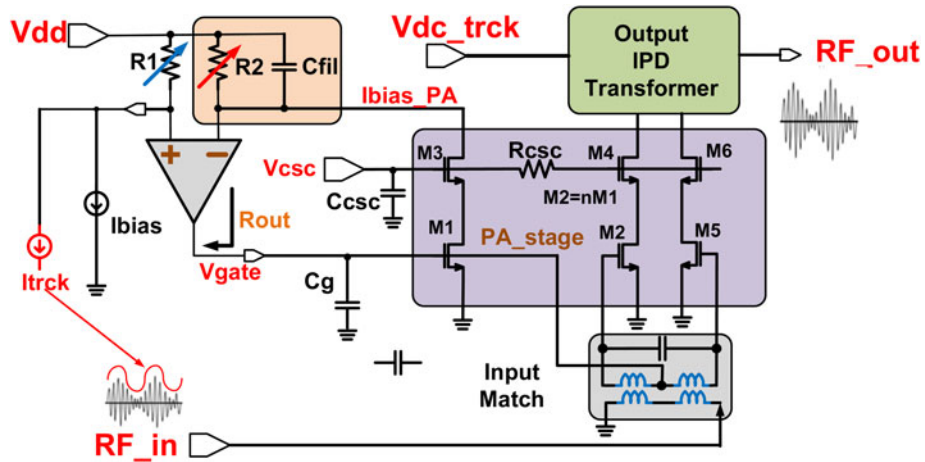 Vdd
Vdc_trck
Output
IPD
Transformer
RF_out
R1
R2
Cfil
Ibias_PA
+
−
M3
Rcsc
M4
M6
Vcsc
Ccsc
M2=nM1
Ibias
Rout
M1
PA_stage
M2
M5
Itrck
Vgate
Cg
Input
Match
RF_in